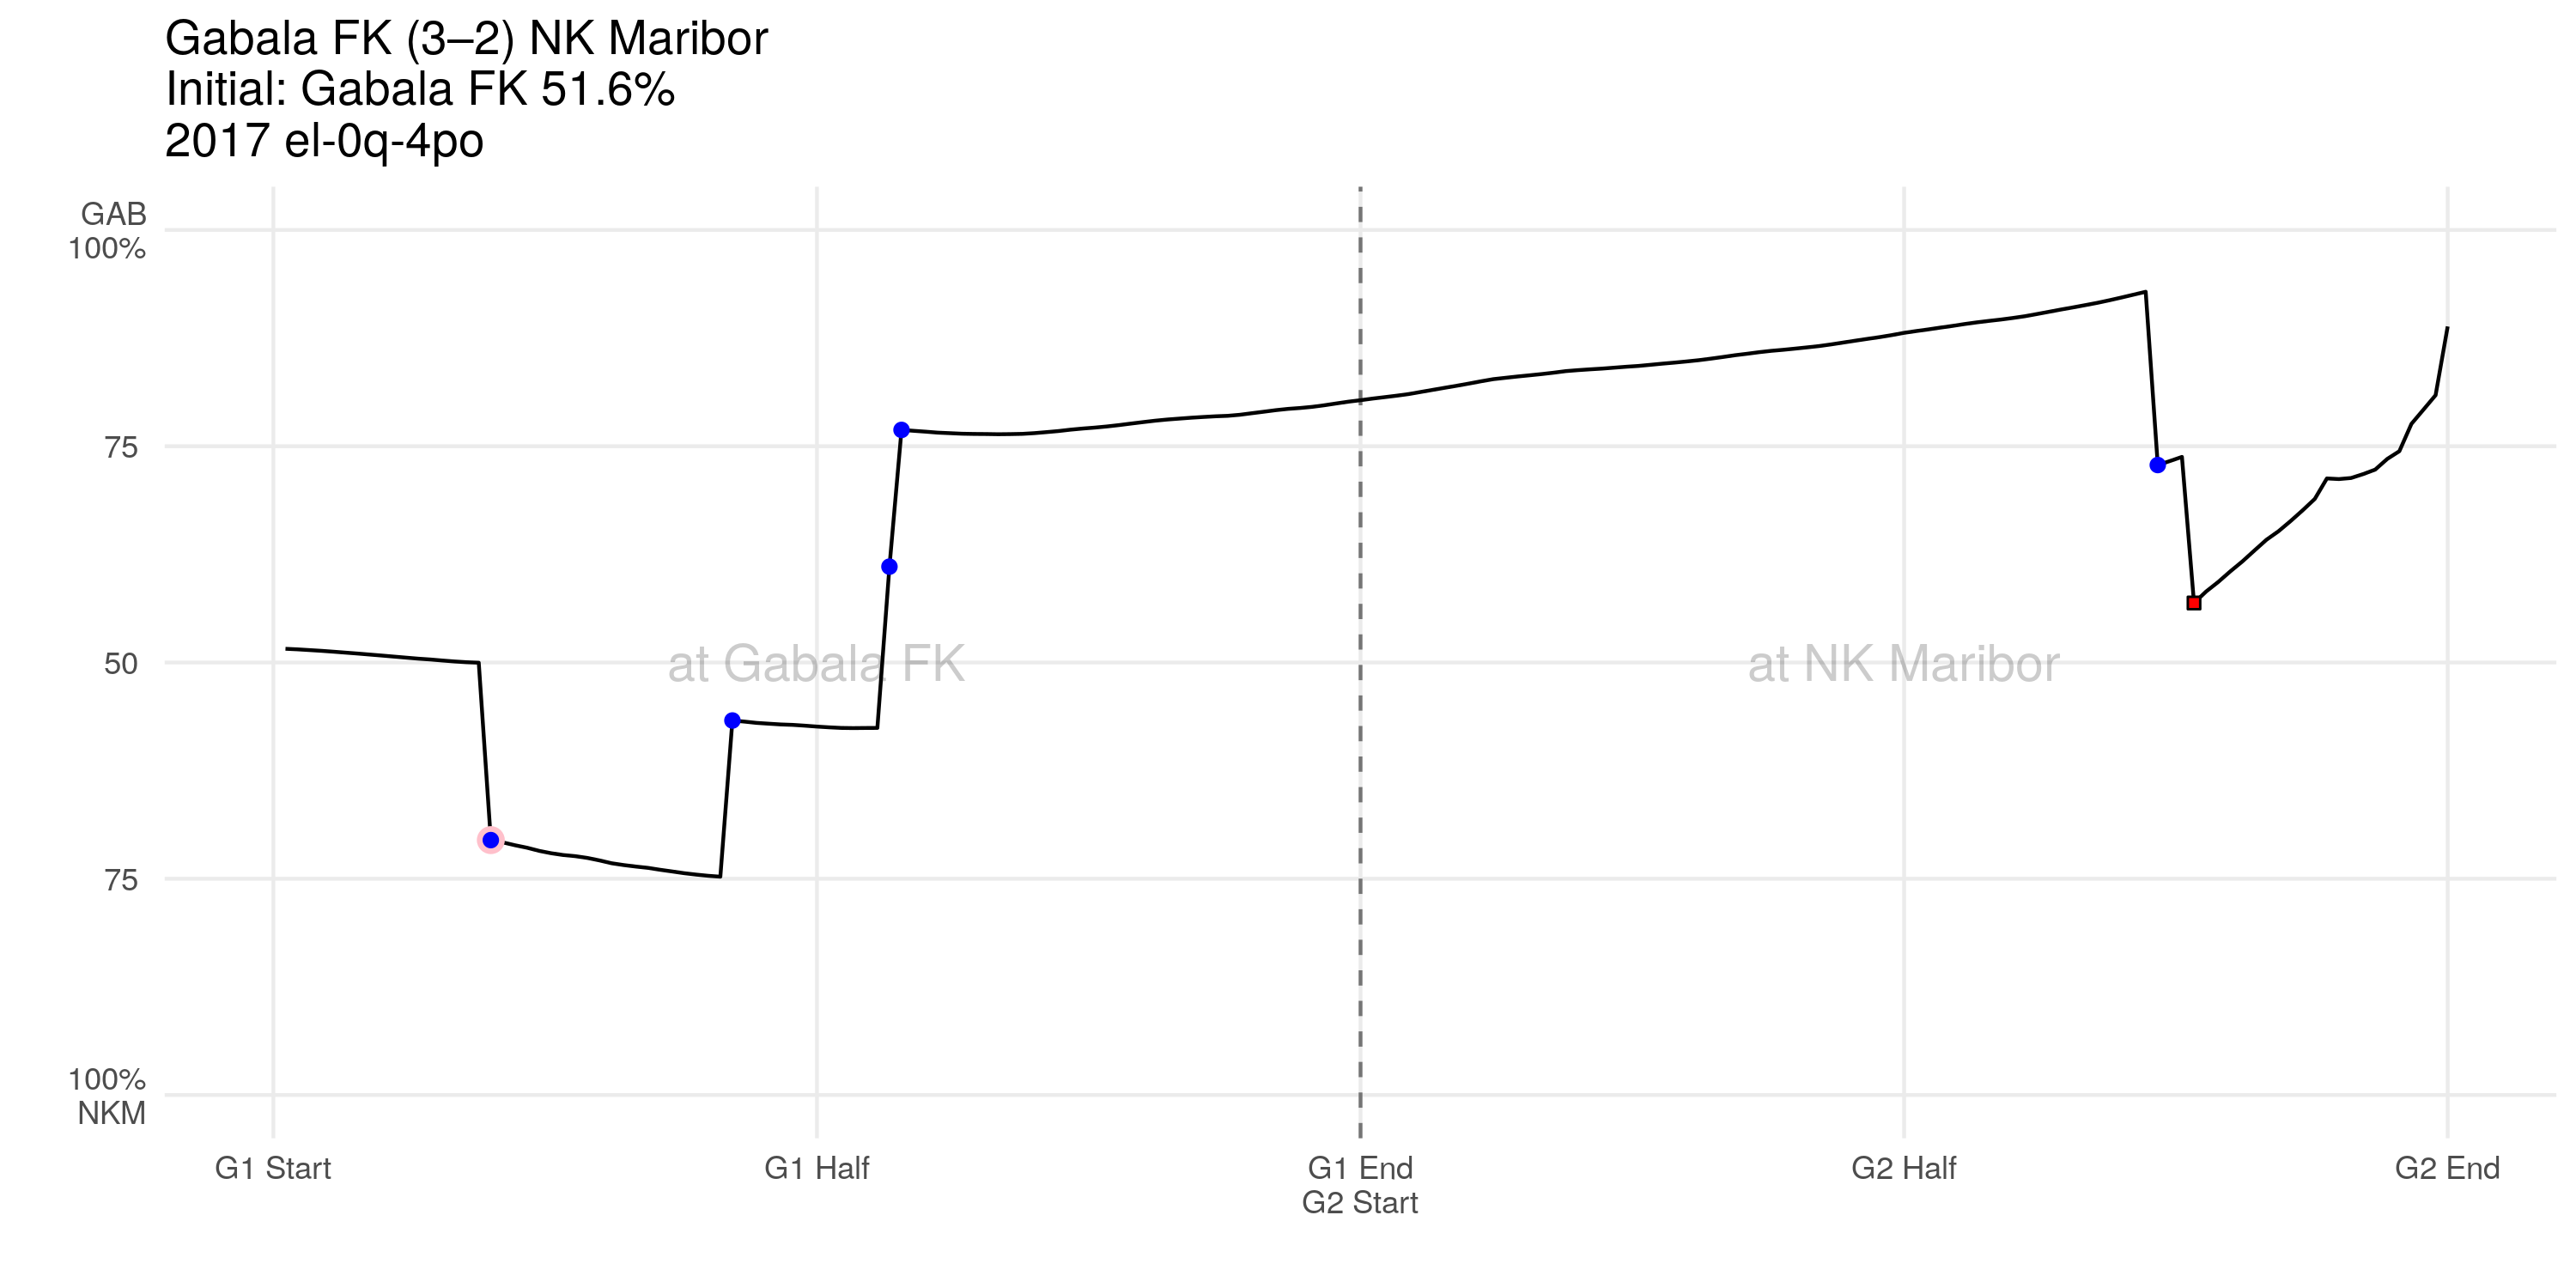 Gabala FK (3–2) NK Maribor
Initial: Gabala FK 51.6%
2017 el-0q-4po
GAB
100%
75
50
75
100%
NKM
at Gabala FK
at NK Maribor
G1 Start
G1 Half
G1 End
G2 Start
G2 Half
G2 End